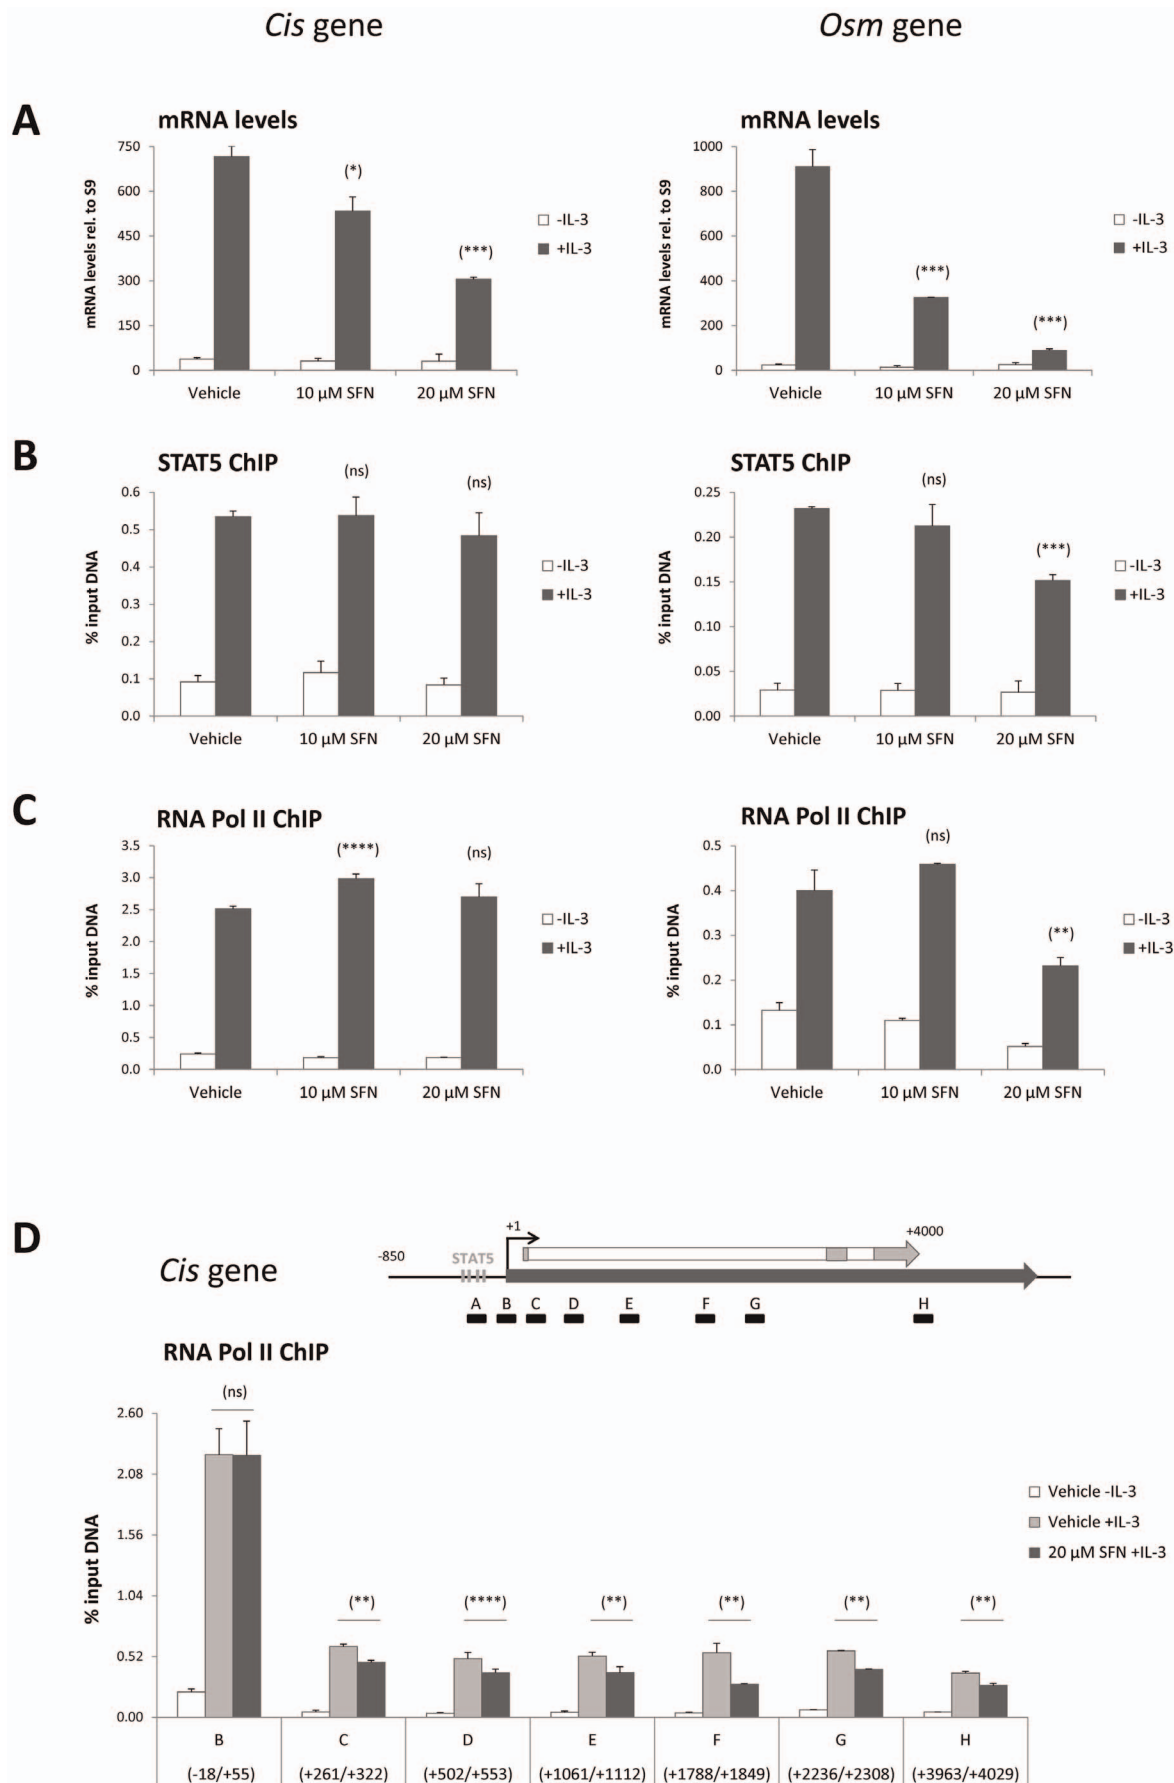 Cis gene
Osm gene
A
mRNA levels
mRNA levels rel. to S9
750
600
450
300
150
0
(*)
(***)
Vehicle
10 µM SFN
20 µM SFN
-IL-3
+IL-3
mRNA levels
mRNA levels rel. to S9
1000
800
600
400
200
0
(***)
(***)
Vehicle
10 µM SFN
20 µM SFN
-IL-3
+IL-3
B
STAT5 ChIP
% input DNA
0.6
0.5
0.4
0.3
0.2
0.1
0.0
(ns)
(ns)
Vehicle
10 µM SFN
20 µM SFN
-IL-3
+IL-3
STAT5 ChIP
% input DNA
0.25
0.20
0.15
0.10
0.05
0.00
(ns)
(***)
Vehicle
10 µM SFN
20 µM SFN
-IL-3
+IL-3
C
RNA Pol II ChIP
% input DNA
3.5
3.0
2.5
2.0
1.5
1.0
0.5
0.0
(****)
(ns)
Vehicle
10 µM SFN
20 µM SFN
-IL-3
+IL-3
RNA Pol II ChIP
% input DNA
0.5
0.4
0.3
0.2
0.1
0.0
(ns)
(**)
Vehicle
10 µM SFN
20 µM SFN
-IL-3
+IL-3
D
Cis gene
-850
STAT5
+1
+4000
A B C D E F G H
RNA Pol II ChIP
% input DNA
2.60
2.08
1.56
1.04
0.52
0.00
(ns)
(**)
(****)
(**)
(**)
(**)
(**)
Vehicle -IL-3
Vehicle +IL-3
20 µM SFN +IL-3
B C D E F G H
(-18/+55) (+261/+322) (+502/+553) (+1061/+1112) (+1788/+1849) (+2236/+2308) (+3963/+4029)